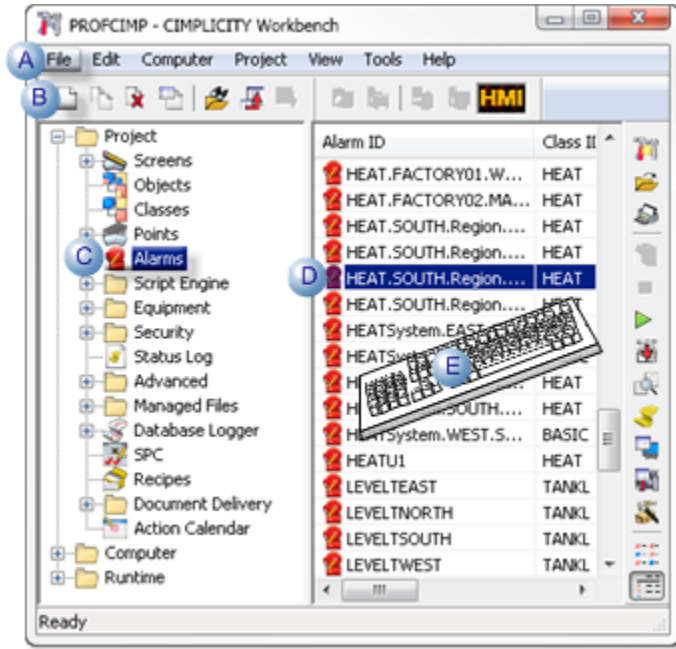 PROFCIMP - CIMPLICITY Workbench
A File Edit Computer Project View Tools Help
B HMI
Project
Screens
Objects
Classes
Points
C Alarms
Script Engine
Equipment
Security
Status Log
Advanced
Managed Files
Database Logger
SPC
Recipes
Document Delivery
Action Calendar
Computer
Runtime
Alarm ID Class ID
HEAT.FACTORY01.W... HEAT
HEAT.FACTORY02.MA... HEAT
HEAT.SOUTH.Region.... HEAT
HEAT.SOUTH.Region.... HEAT
D HEAT.SOUTH.Region.... HEAT
HEAT.SOUTH.Region.... HEAT
HEATSystem.EAST
E
HEAT
SOUTH.... HEAT
HEATSystem.WEST.S... BASIC
HEATU1 HEAT
LEVELTEAST TANKL
LEVELTNORTH TANKL
LEVELTSOUTH TANKL
LEVELTWEST TANKL
Ready